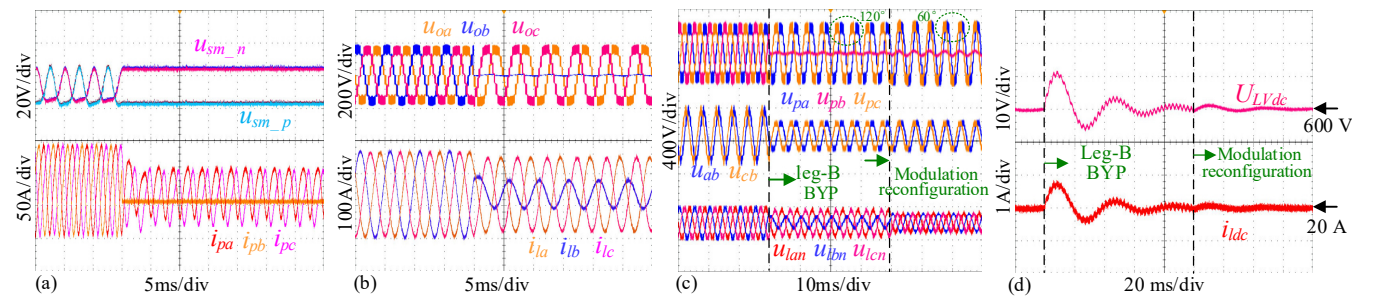 20V/div
u_sm_n
u_sm_p
50A/div
i_pa i_pb i_pc
(a)
5ms/div
200V/div
u_oa u_ob u_oc
100A/div
i_la i_lb i_lc
(b)
5ms/div
400V/div
120°
60°
u_pa u_pb u_pc
u_ab u_cb
leg-B
BYP
Modulation
reconfiguration
u_lan u_lbn u_lcn
(c)
10ms/div
10V/div
U_LVdc
600 V
Leg-B
BYP
Modulation
reconfiguration
1A/div
i_ldc
20 A
(d)
20 ms/div